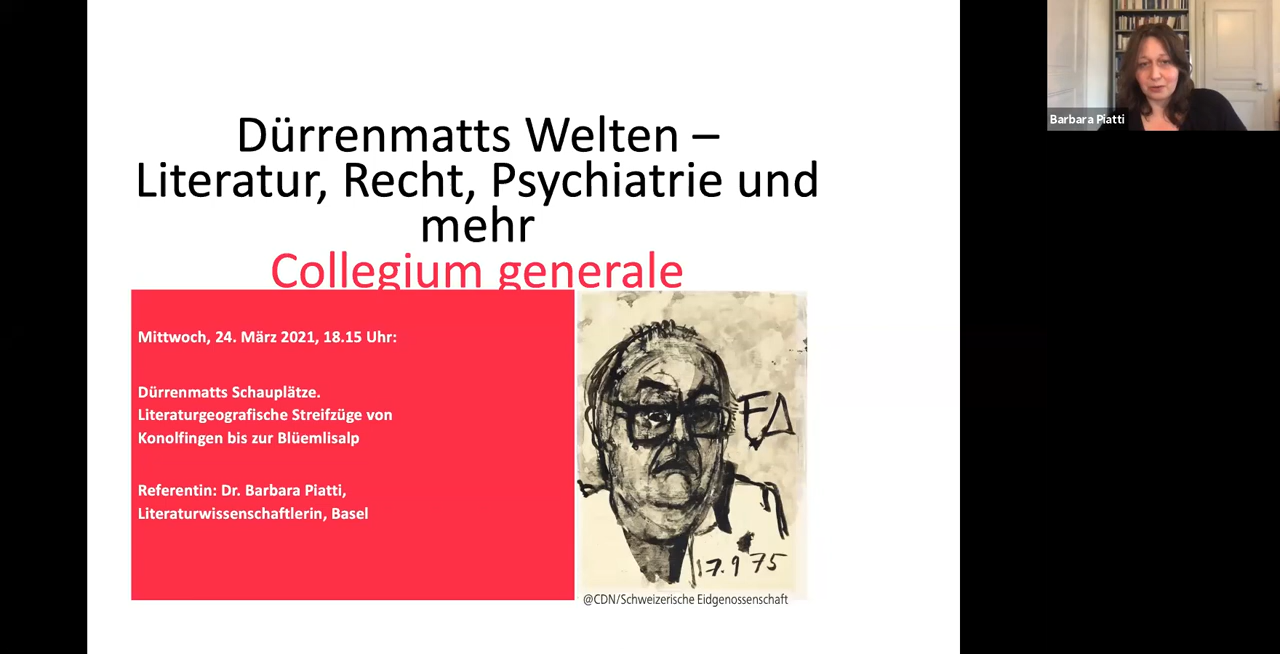 Dürrenmatts Welten –
Literatur, Recht, Psychiatrie und
mehr
Collegium generale
Mittwoch, 24. März 2021, 18.15 Uhr:
Dürrenmatts Schauplätze.
Literaturgeografische Streifzüge von
Konolfingen bis zur Blüemlisalp
Referentin: Dr. Barbara Piatti,
Literaturwissenschaftlerin, Basel
FD
17.9 75
@CDN/Schweizerische Eidgenossenschaft
Barbara Piatti